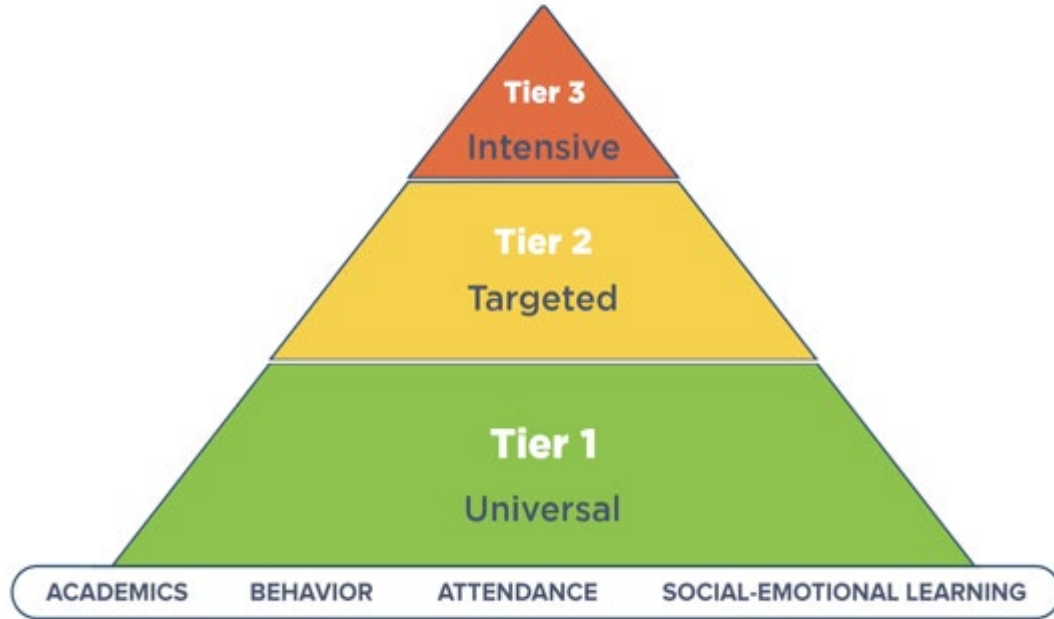 Tier 3
Intensive
Tier 2
Targeted
Tier 1
Universal
ACADEMICS BEHAVIOR ATTENDANCE SOCIAL-EMOTIONAL LEARNING